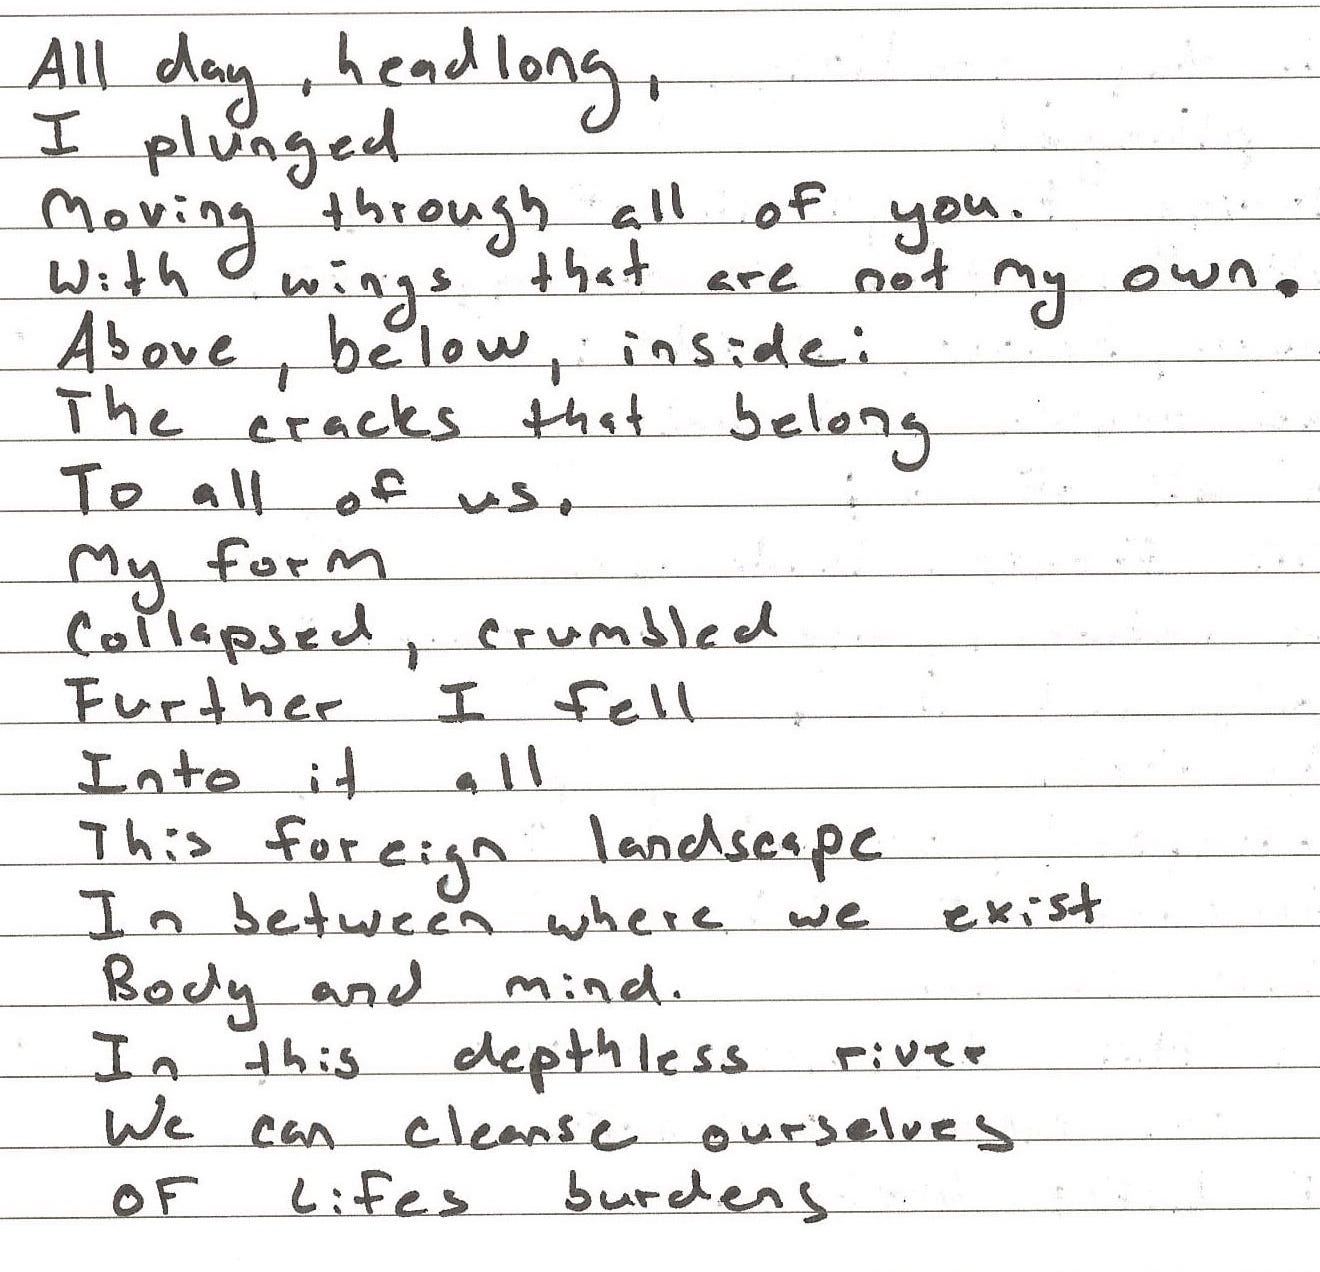 All day, headlong,
I plunged
Moving through all of you.
With wings that are not my own.
Above, below, inside:
The cracks that belong
To all of us.
My form
Collapsed, crumbled
Further I fell
Into it all
This foreign landscape
In between where we exist
Body and mind.
In this depthless river
We can cleanse ourselves
OF Lifes burdens